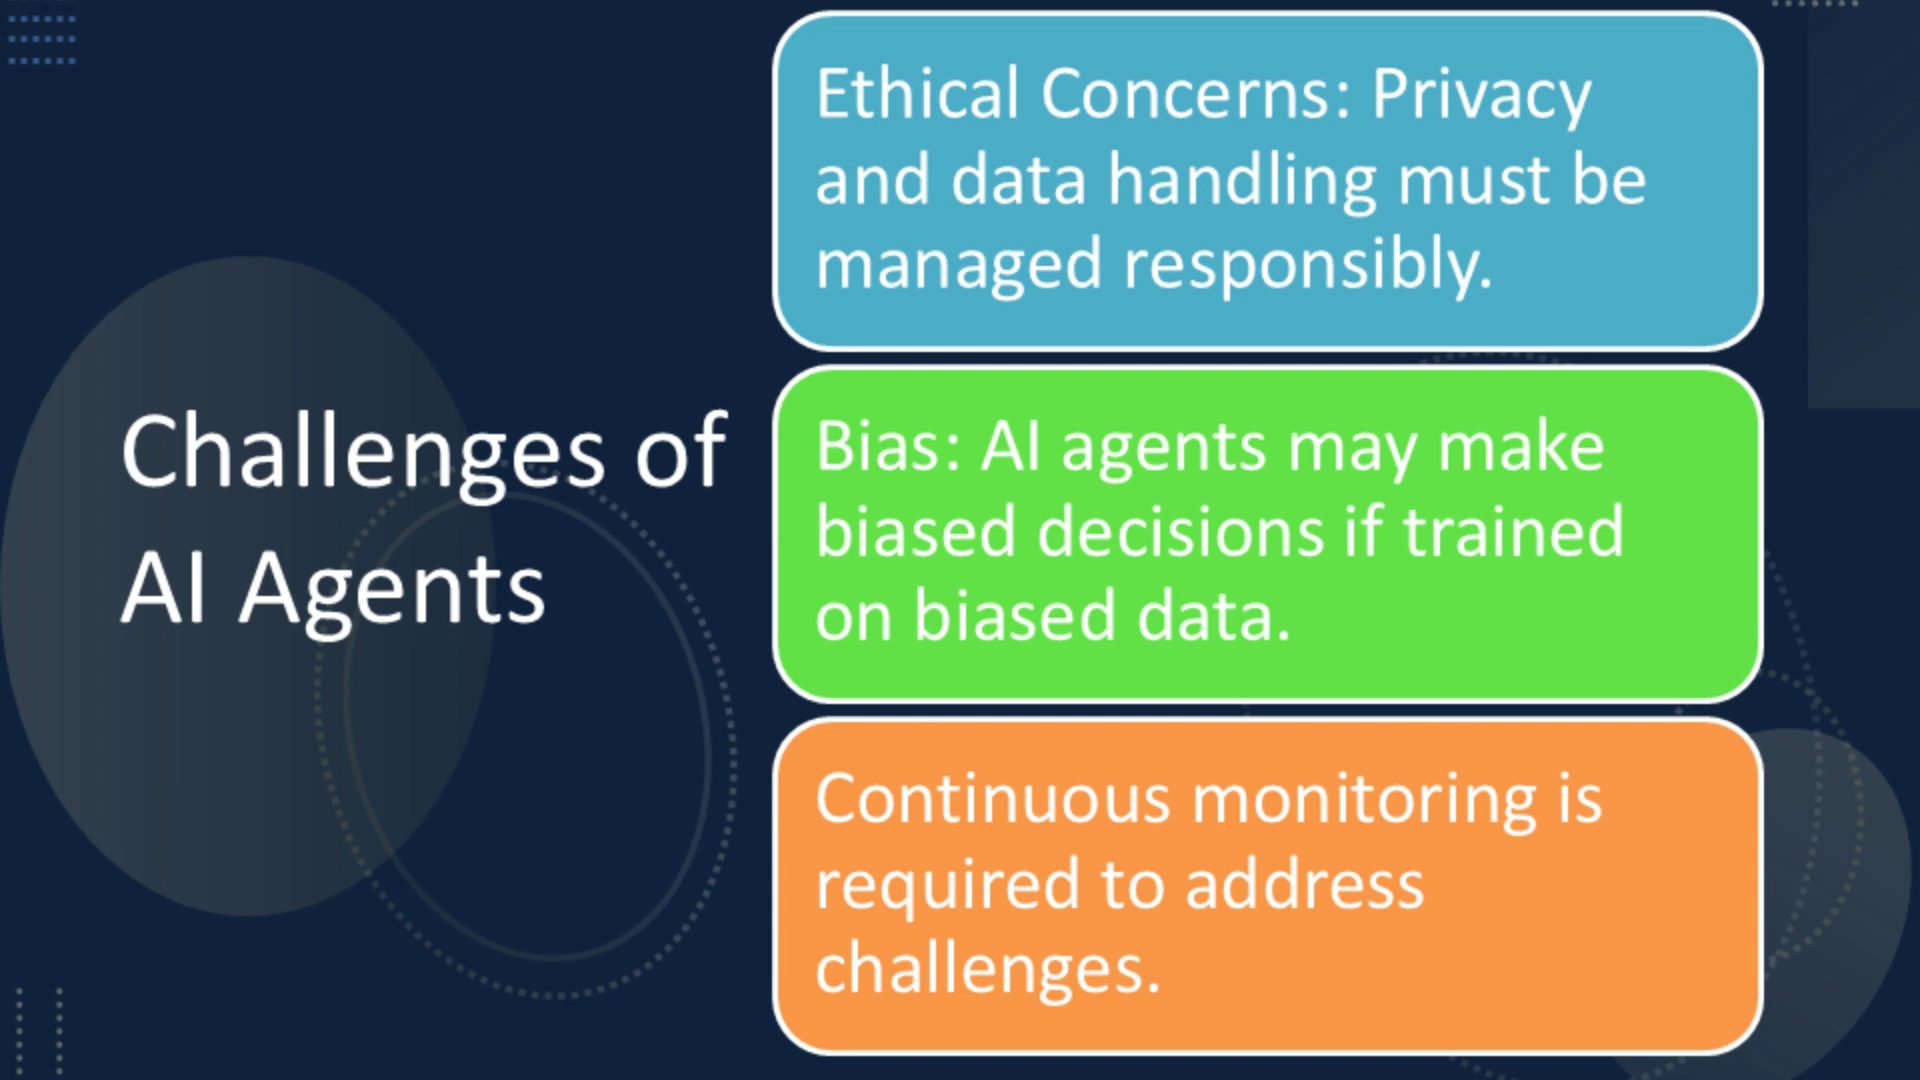 Challenges of
AI Agents
Ethical Concerns: Privacy
and data handling must be
managed responsibly.
Bias: AI agents may make
biased decisions if trained
on biased data.
Continuous monitoring is
required to address
challenges.